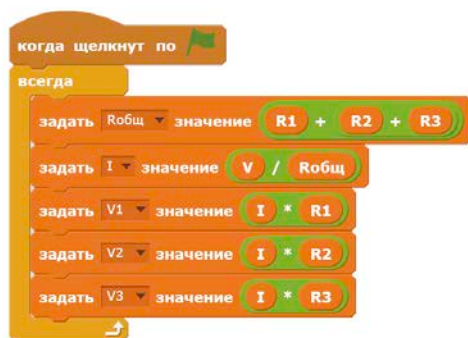 когда щелкнут по
всегда
задать Rобщ значение R1 + R2 + R3
задать I значение V / Rобщ
задать V1 значение I * R1
задать V2 значение I * R2
задать V3 значение I * R3